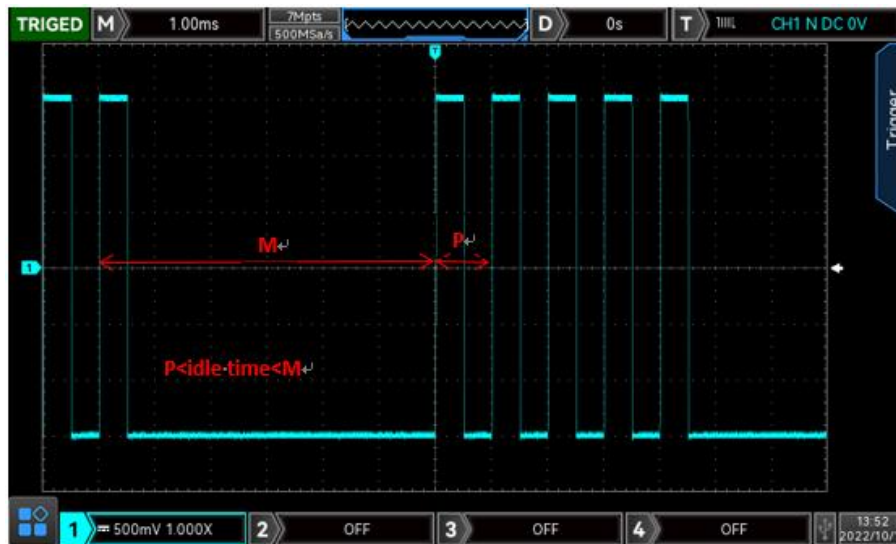 TRIGED M 1.00ms 7Mpts D 0s T CH1 N DC 0V
500MSa/s
T
Trigger
M↵
P↵
1
P<idle·time<M↵
1 500mV 1.000X 2 OFF 3 OFF 4 OFF 13:52
2022/10